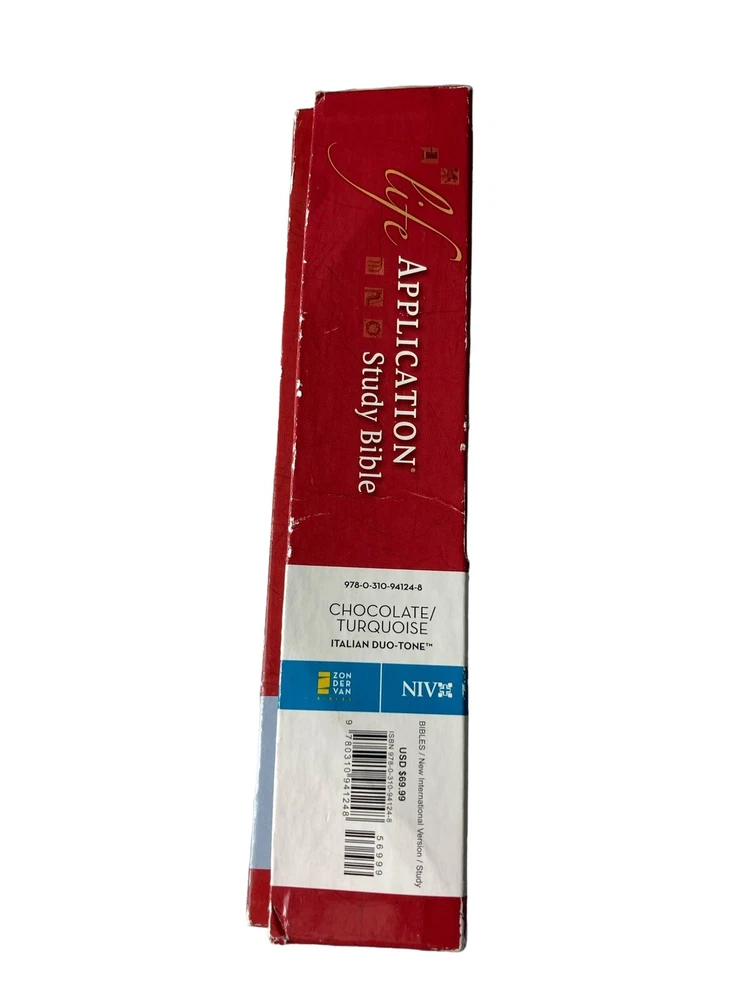 life
APPLICATION®
Study Bible
978-0-310-94124-8
CHOCOLATE/
TURQUOISE
ITALIAN DUO-TONE™
ZON
DER
VAN
NIV
BIBLES / New International Version / Study
USD $69.99
ISBN 978-0-310-94124-8
9 780310 941248
56999